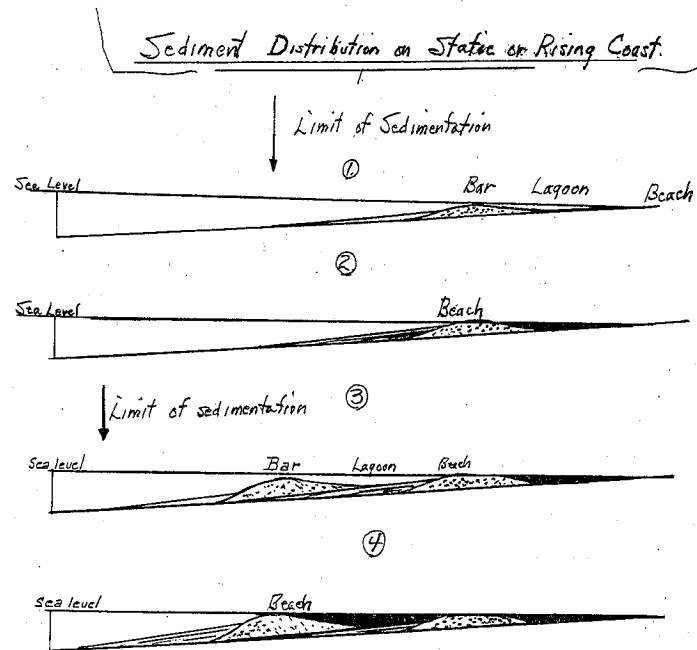 Sediment Distribution on Static or Rising Coast.
Limit of Sedimentation
1
Sea Level Bar Lagoon Beach
2
Sea Level Beach
3
Limit of sedimentation
Sea level Bar Lagoon Beach
4
Sea level Beach